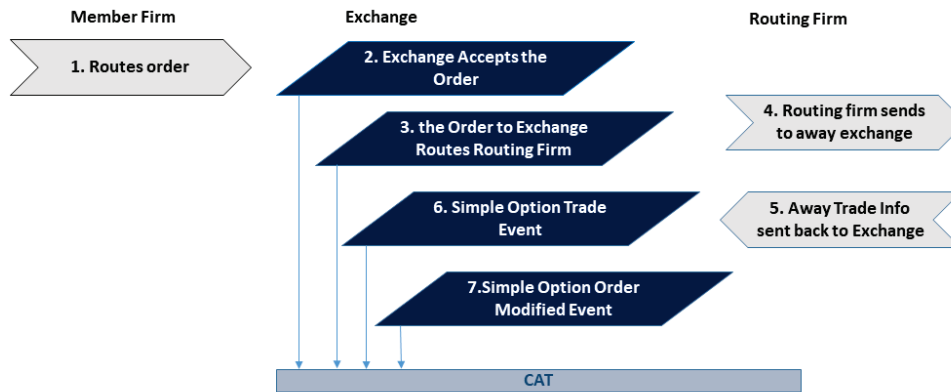 Member Firm
Exchange
Routing Firm
1. Routes order
2. Exchange Accepts the
Order
3. the Order to Exchange
Routes Routing Firm
4. Routing firm sends
to away exchange
6. Simple Option Trade
Event
5. Away Trade Info
sent back to Exchange
7.Simple Option Order
Modified Event
CAT